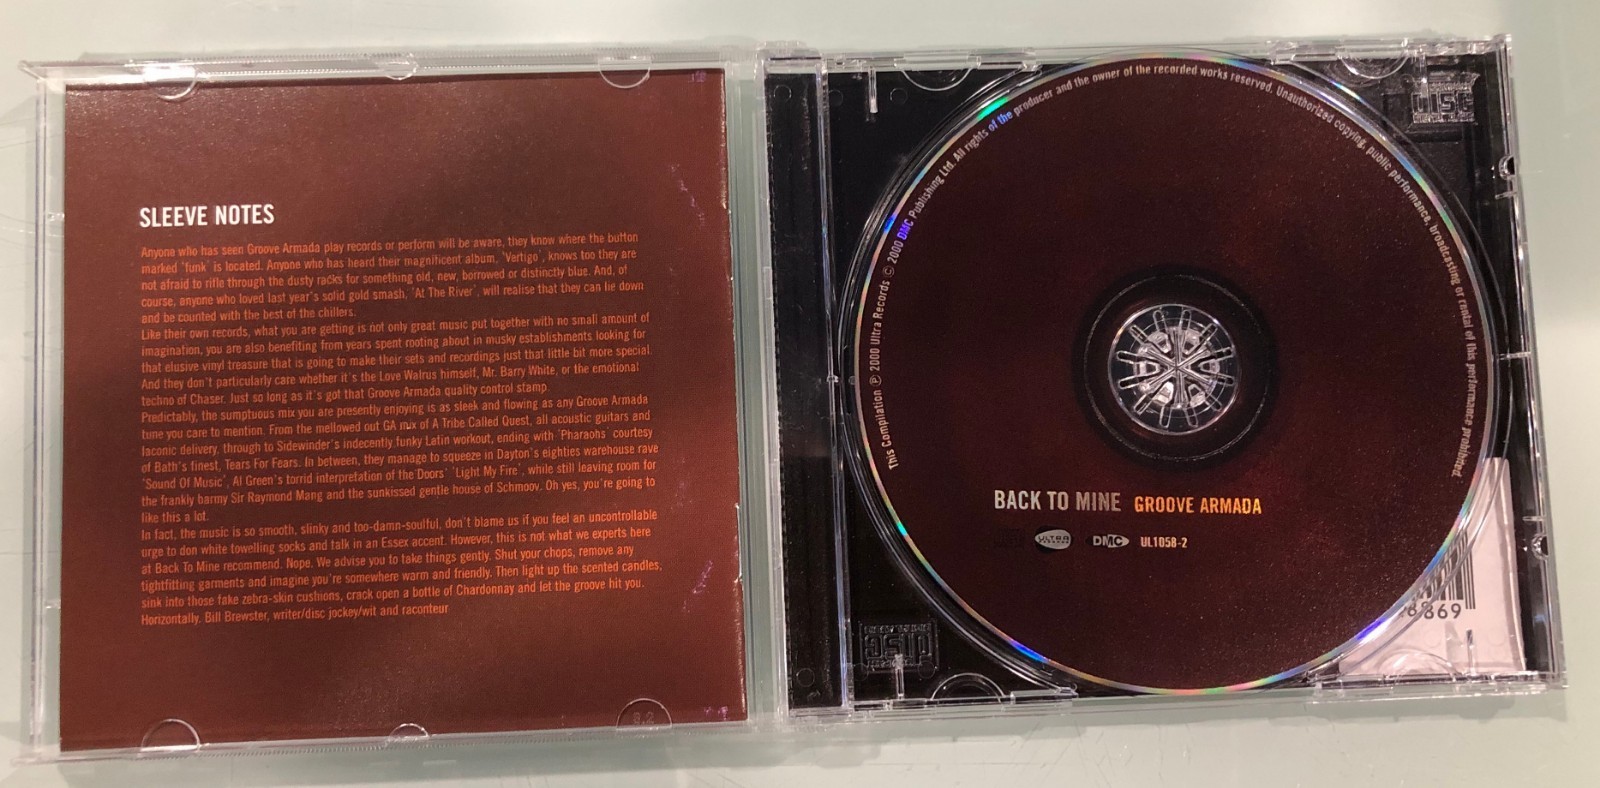 SLEEVE NOTES
Anyone who has seen Groove Armada play records or perform will be aware, they know where the button
marked 'funk' is located. Anyone who has heard their magnificent album, 'Vertigo', knows too they are
not afraid to rifle through the dusty racks for something old, new, borrowed or distinctly blue. And, of
course, anyone who loved last year's solid gold smash, 'At The River', will realise that they can lie down
and be counted with the best of the chillers.
Like their own records, what you are getting is not only great music put together with no small amount of
imagination, you are also benefiting from years spent rooting about in musky establishments looking for
that elusive vinyl treasure that is going to make their sets and recordings just that little bit more special.
And they don't particularly care whether it's the Love Walrus himself, Mr. Barry White, or the emotional
techno of Chaser. Just so long as it's got that Groove Armada quality control stamp.
Predictably, the sumptuous mix you are presently enjoying is as sleek and flowing as any Groove Armada
tune you care to mention. From the mellowed out GA mix of A Tribe Called Quest, all acoustic guitars and
laconic delivery, through to Sidewinder's indecently funky Latin workout, ending with 'Pharaohs' courtesy
of Bath's finest, Tears For Fears. In between, they manage to squeeze in Dayton's eighties warehouse rave
'Sound Of Music', Al Green's torrid interpretation of the Doors' 'Light My Fire', while still leaving room for
the frankly barmy Sir Raymond Mang and the sunkissed gentle house of Schmoov. Oh yes, you're going to
like this a lot.
In fact, the music is so smooth, slinky and too-damn-soulful, don't blame us if you feel an uncontrollable
urge to don white towelling socks and talk in an Essex accent. However, this is not what we experts here
at Back To Mine recommend. Nope. We advise you to take things gently. Shut your chops, remove any
tightfitting garments and imagine you're somewhere warm and friendly. Then light up the scented candles,
sink into those fake zebra-skin cushions, crack open a bottle of Chardonnay and let the groove hit you.
Horizontally. Bill Brewster, writer/disc jockey/wit and raconteur
This Compilation ℗ 2000 Ultra Records © 2000 DMC Publishing Ltd. All rights of the producer and the owner of the recorded works reserved. Unauthorized copying, public performance, broadcasting or rental of this performance prohibited.
BACK TO MINE GROOVE ARMADA
ULTRA DMC UL1058-2
disc
disc